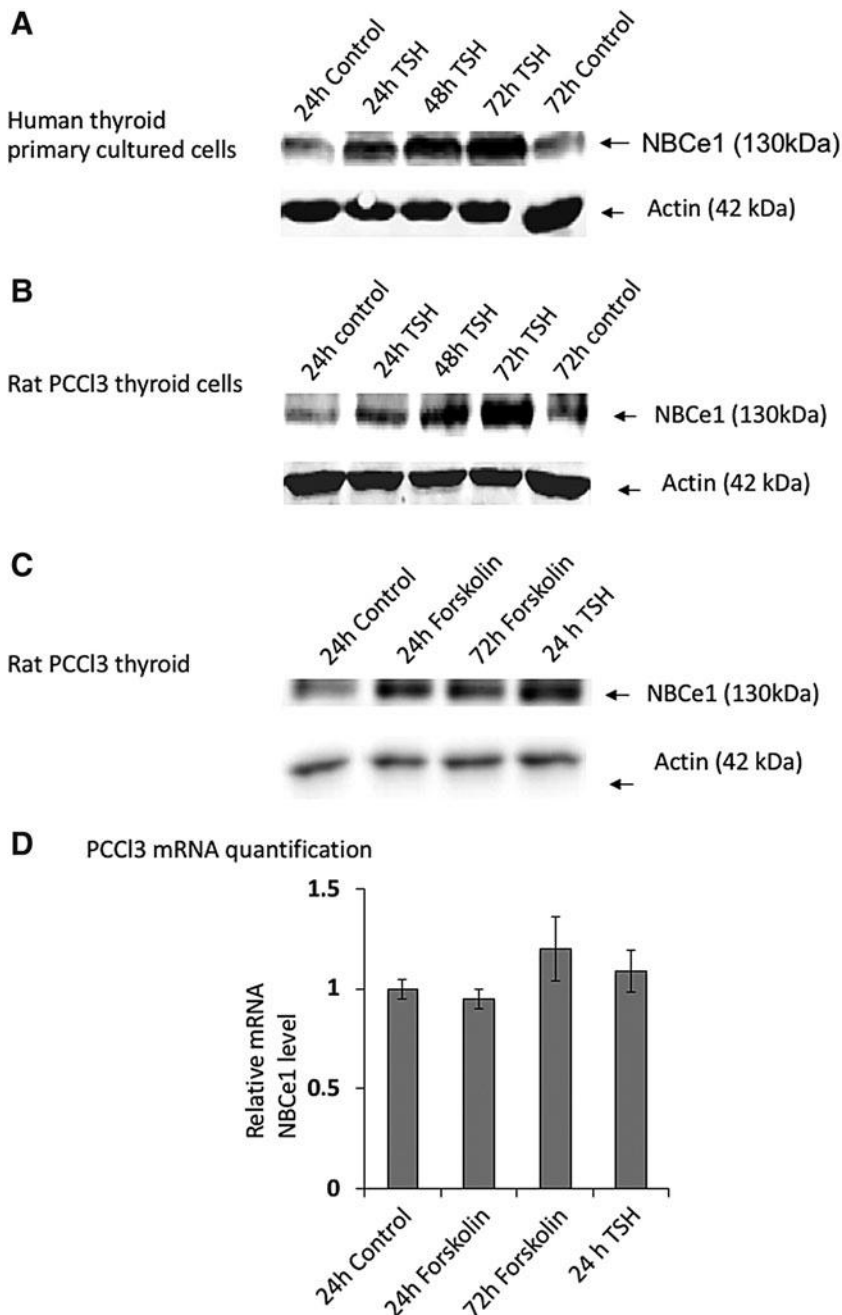 A
24h Control
24h TSH
48h TSH
72h TSH
72h Control
Human thyroid
primary cultured cells
NBCe1 (130kDa)
Actin (42 kDa)
B
24h control
24h TSH
48h TSH
72h TSH
72h control
Rat PCCl3 thyroid cells
NBCe1 (130kDa)
Actin (42 kDa)
C
24h Control
24h Forskolin
72h Forskolin
24 h TSH
Rat PCCl3 thyroid
NBCe1 (130kDa)
Actin (42 kDa)
D
PCCl3 mRNA quantification
1.5
1
0.5
0
Relative mRNA
NBCe1 level
24h Control
24h Forskolin
72h Forskolin
24 h TSH